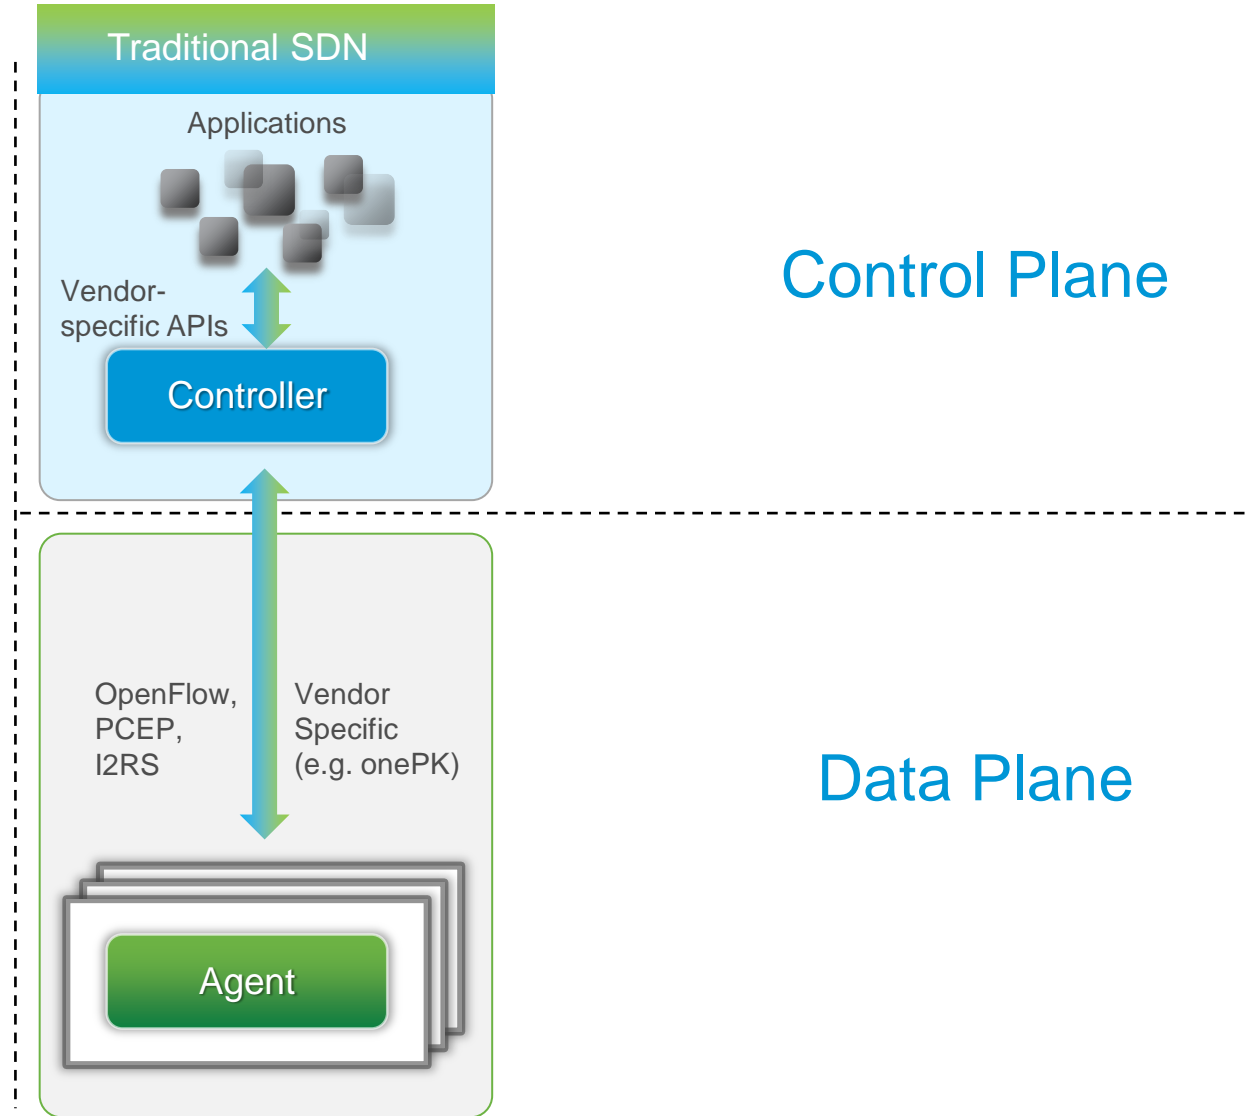 Traditional SDN
Applications
Vendor-
specific APIs
Controller
Control Plane
OpenFlow,
PCEP,
I2RS
Vendor
Specific
(e.g. onePK)
Data Plane
Agent